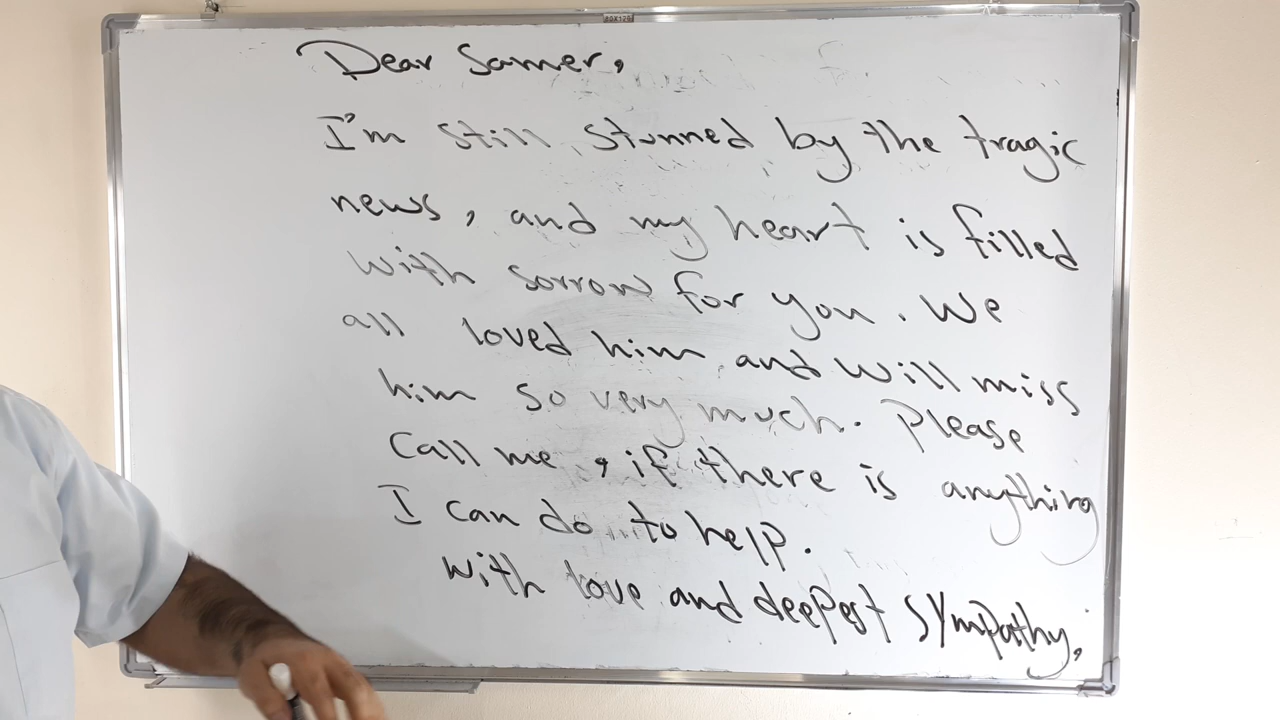 Dear Samer,
I'm still stunned by the tragic
news, and my heart is filled
with sorrow for you. We
all loved him and will miss
him so very much. Please
Call me, if there is anything
I can do to help.
with love and deepest sympathy,